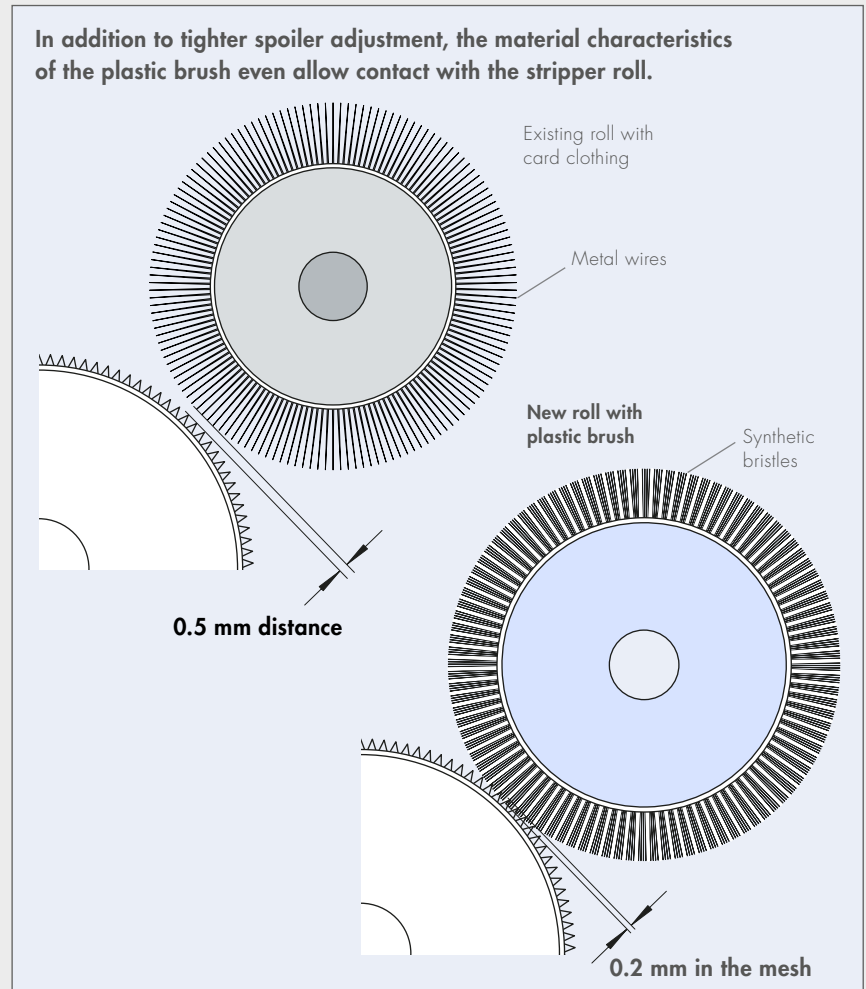 In addition to tighter spoiler adjustment, the material characteristics
of the plastic brush even allow contact with the stripper roll.
Existing roll with
card clothing
Metal wires
New roll with
plastic brush
Synthetic
bristles
0.5 mm distance
0.2 mm in the mesh